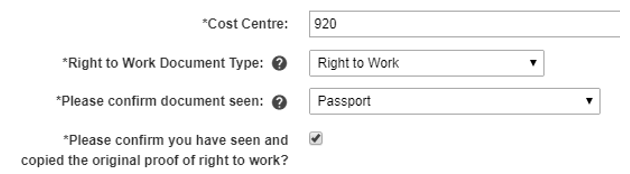 *Cost Centre: 920
*Right to Work Document Type: ? Right to Work
*Please confirm document seen: ? Passport
*Please confirm you have seen and
copied the original proof of right to work?